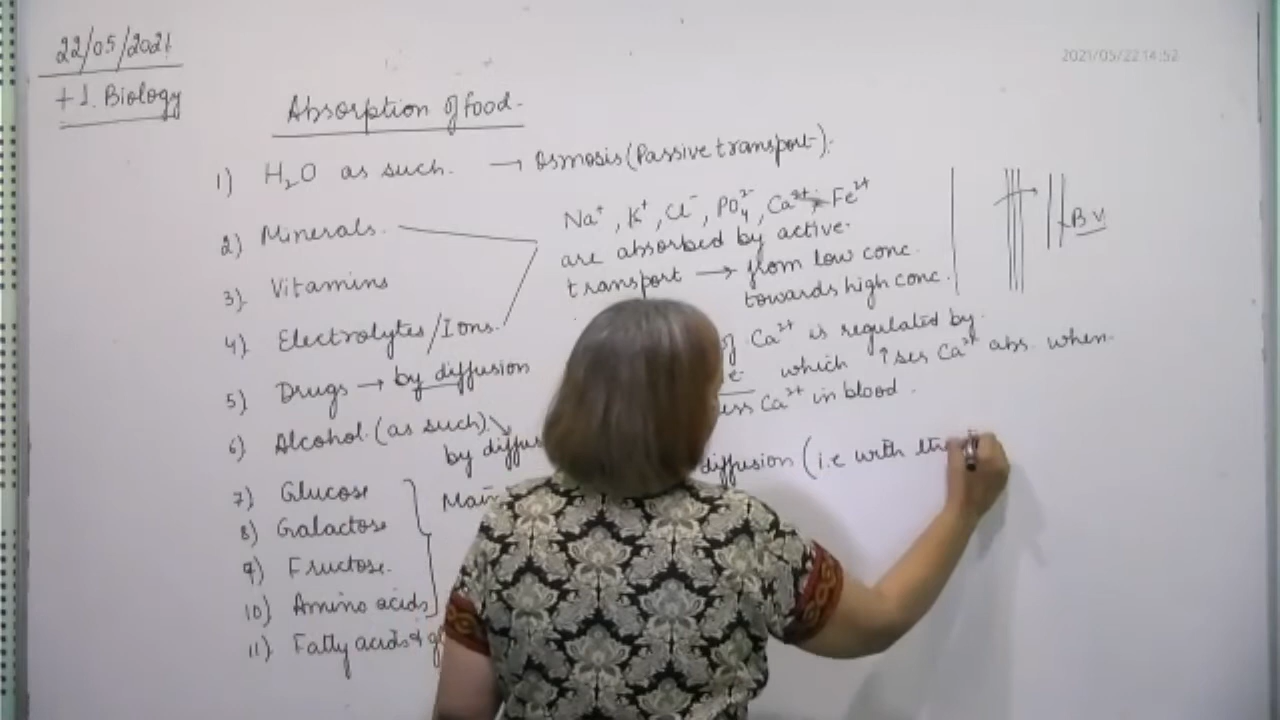 22/05/2021
+1. Biology
2021/05/22 14:52
Absorption of food.
1) H₂O as such. → Osmosis (Passive transport).
2) Minerals.
Na⁺, K⁺, Cl⁻, PO₄²⁻, Ca²⁺, Fe²⁺
are absorbed by active.
transport → from low conc.
towards high conc.
B.V.
3) Vitamins
4) Electrolytes/Ions.
of Ca²⁺ is regulated by.
which ↑ses Ca²⁺ abs. when.
less Ca²⁺ in blood.
5) Drugs → by diffusion
6) Alcohol. (as such)
by
diffusion (i.e with
7) Glucose
8) Galactose
9) Fructose.
10) Amino acids
11) Fatty acids &